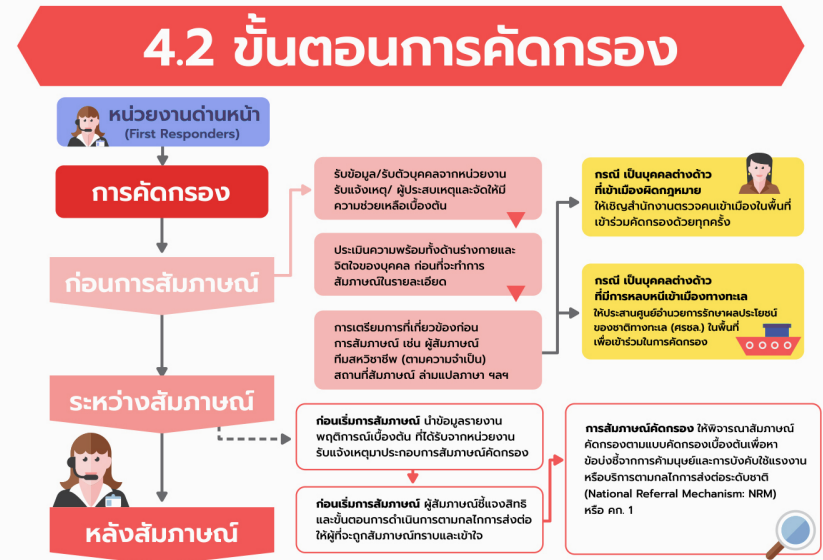 4.2 ขั้นตอนการคัดกรอง
หน่วยงานด่านหน้า
(First Responders)
การคัดกรอง
ก่อนการสัมภาษณ์
รับข้อมูล/รับตัวบุคคลจากหน่วยงาน
รับแจ้งเหตุ/ ผู้ประสบเหตุและจัดให้มี
ความช่วยเหลือเบื้องต้น
ประเมินความพร้อมทั้งด้านร่างกายและ
จิตใจของบุคคล ก่อนที่จะทำการ
สัมภาษณ์ในรายละเอียด
การเตรียมการที่เกี่ยวข้องก่อน
การสัมภาษณ์ เช่น ผู้สัมภาษณ์
ทีมสหวิชาชีพ (ตามความจำเป็น)
สถานที่สัมภาษณ์ ล่ามแปลภาษา ฯลฯ
กรณี เป็นบุคคลต่างด้าว
ที่เข้าเมืองผิดกฎหมาย
ให้เชิญสำนักงานตรวจคนเข้าเมืองในพื้นที่
เข้าร่วมคัดกรองด้วยทุกครั้ง
กรณี เป็นบุคคลต่างด้าว
ที่มีการหลบหนีเข้าเมืองทางทะเล
ให้ประสานศูนย์อำนวยการรักษาผลประโยชน์
ของชาติทางทะเล (ศรชล.) ในพื้นที่
เพื่อเข้าร่วมในการคัดกรอง
ระหว่างสัมภาษณ์
ก่อนเริ่มการสัมภาษณ์ นำข้อมูลรายงาน
พฤติการณ์เบื้องต้น ที่ได้รับจากหน่วยงาน
รับแจ้งเหตุมาประกอบการสัมภาษณ์คัดกรอง
ก่อนเริ่มการสัมภาษณ์ ผู้สัมภาษณ์ชี้แจงสิทธิ
และขั้นตอนการดำเนินการตามกลไกการส่งต่อ
ให้ผู้ที่จะถูกสัมภาษณ์ทราบและเข้าใจ
การสัมภาษณ์คัดกรอง ให้พิจารณาสัมภาษณ์
คัดกรองตามแบบคัดกรองเบื้องต้นเพื่อหา
ข้อบ่งชี้จากการค้ามนุษย์และการบังคับใช้แรงงาน
หรือบริการตามกลไกการส่งต่อระดับชาติ
(National Referral Mechanism: NRM)
หรือ คก. 1
หลังสัมภาษณ์